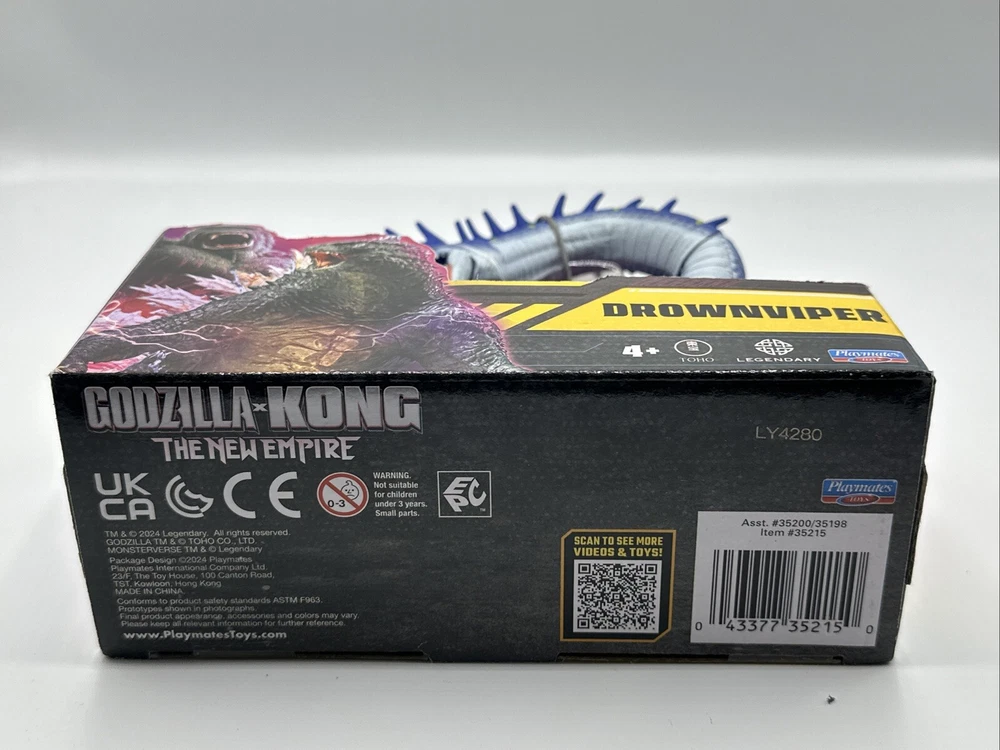 DROWNVIPER
4+
TOHO
LEGENDARY
Playmates
TOYS
GODZILLA x KONG
THE NEW EMPIRE
LY4280
UK
CA
CE
0-3
WARNING.
Not suitable
for children
under 3 years.
Small parts.
EPC
Playmates
TOYS
TM & © 2024 Legendary. All rights reserved.
GODZILLA TM & © TOHO CO., LTD.
MONSTERVERSE TM & © Legendary
Package Design ©2024 Playmates
Playmates International Company Ltd.
23/F, The Toy House, 100 Canton Road,
TST, Kowloon, Hong Kong
MADE IN CHINA.
Conforms to product safety standards ASTM F963.
Prototypes shown in photographs.
Final product appearance, accessories and colors may vary.
Please keep all relevant information for further reference.
www.PlaymatesToys.com
SCAN TO SEE MORE
VIDEOS & TOYS!
Asst. #35200/35198
Item #35215
0 43377 35215 0